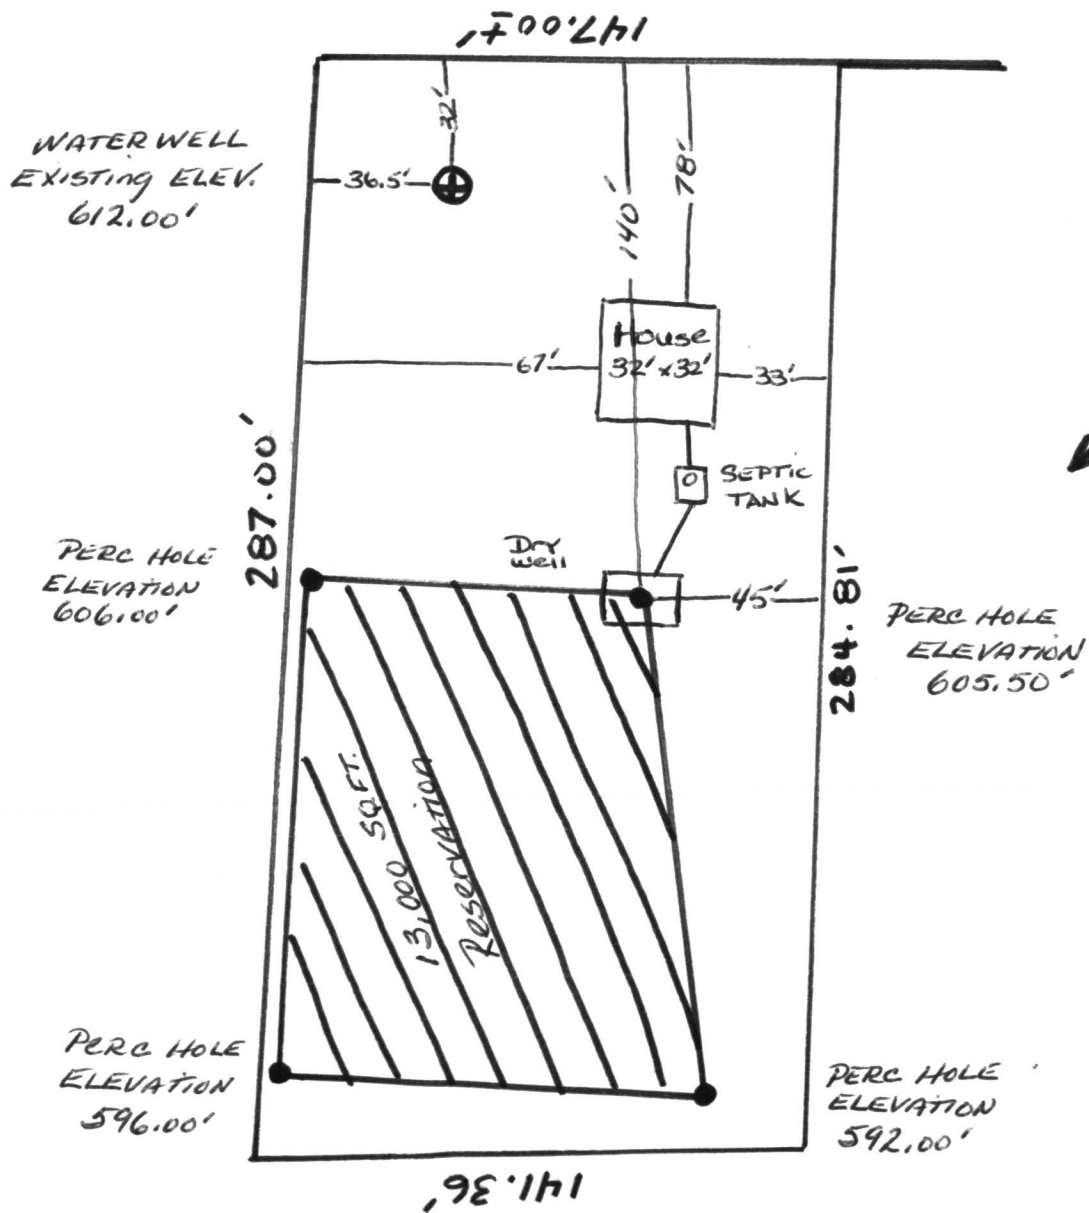 147.00±'
WATER WELL
EXISTING ELEV.
612.00'
32'
36.5'
140'
78'
House
32' x 32'
67'
33'
287.00'
SEPTIC
TANK
Dry
well
PERC HOLE
ELEVATION
606.00'
45'
284.81'
PERC HOLE
ELEVATION
605.50'
13,000 SQ.FT.
Reservation
PERC HOLE
ELEVATION
596.00'
PERC HOLE
ELEVATION
592.00'
141.36'